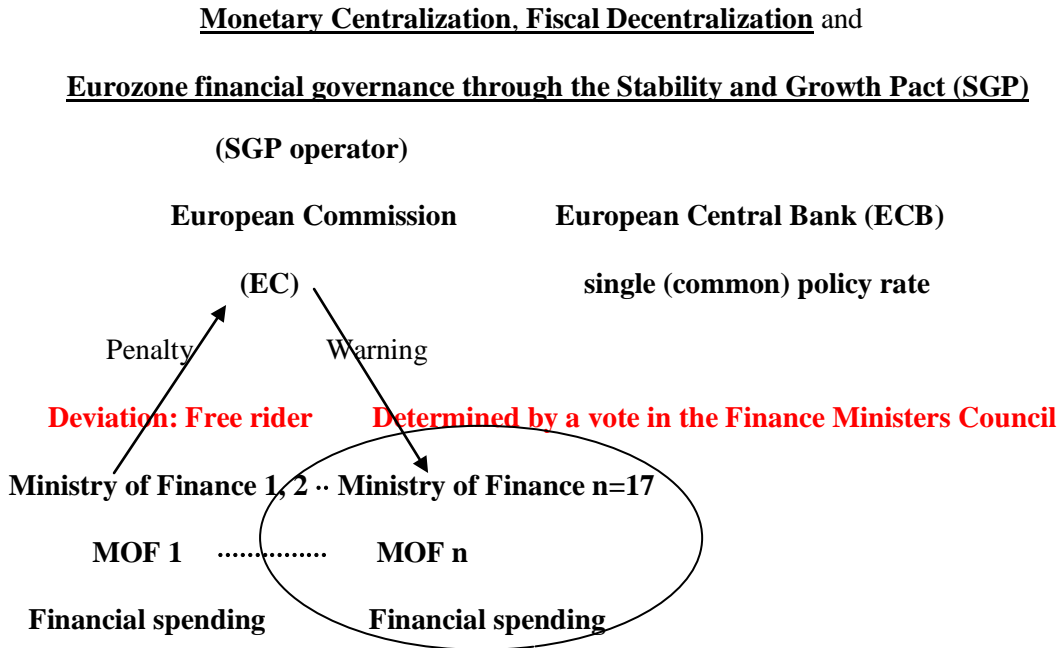 Monetary Centralization, Fiscal Decentralization and
Eurozone financial governance through the Stability and Growth Pact (SGP)
(SGP operator)
European Commission European Central Bank (ECB)
(EC) single (common) policy rate
Penalty Warning
Deviation: Free rider Determined by a vote in the Finance Ministers Council
Ministry of Finance 1, 2 ·· Ministry of Finance n=17
MOF 1 ··············· MOF n
Financial spending Financial spending